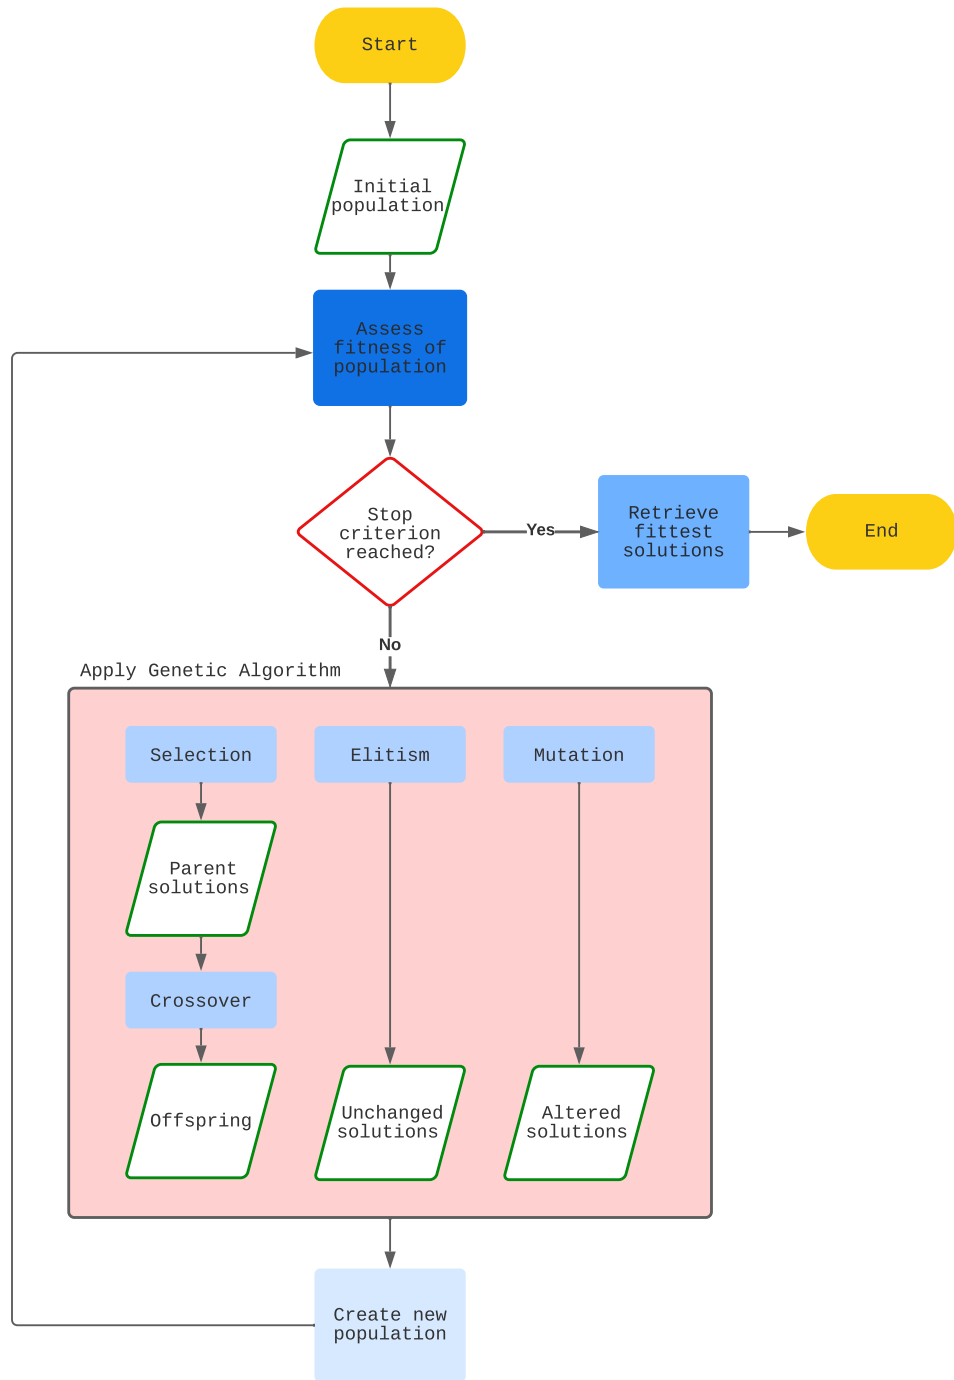 Start
Initial
population
Assess
fitness of
population
Stop
criterion
reached?
Yes
Retrieve
fittest
solutions
End
No
Apply Genetic Algorithm
Selection
Elitism
Mutation
Parent
solutions
Crossover
Offspring
Unchanged
solutions
Altered
solutions
Create new
population